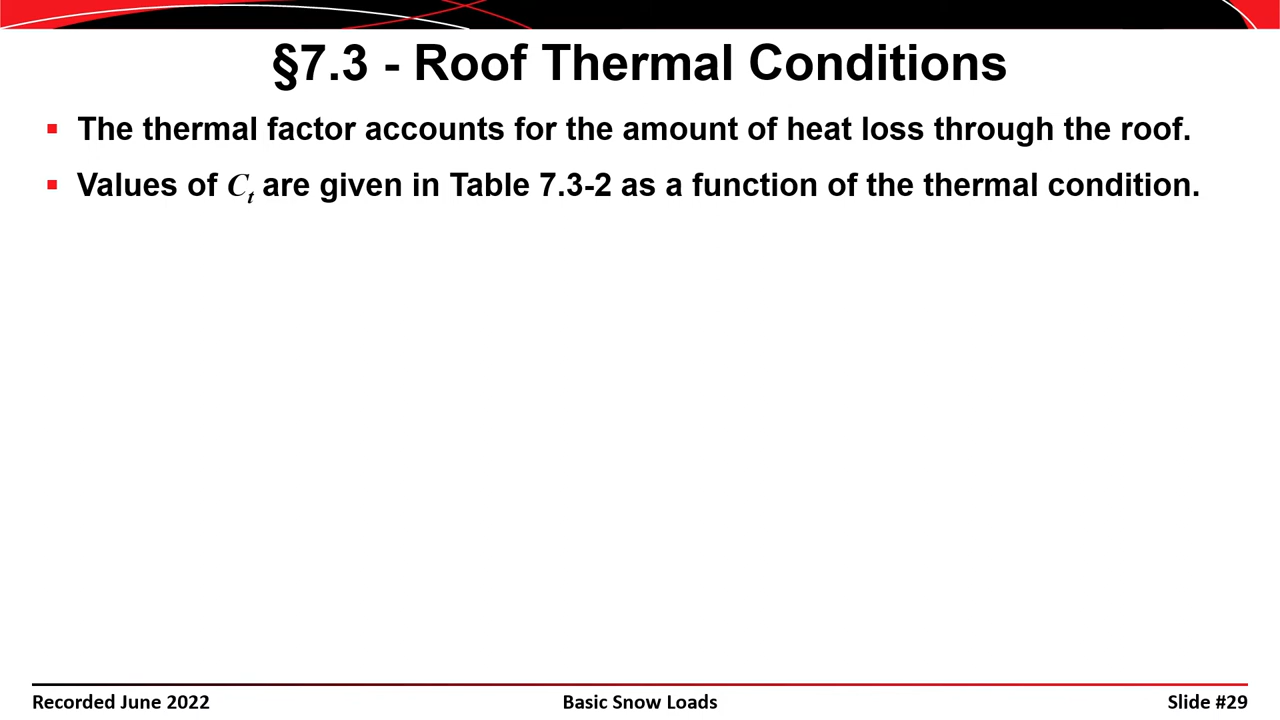 §7.3 - Roof Thermal Conditions
▪ The thermal factor accounts for the amount of heat loss through the roof.
▪ Values of Cₜ are given in Table 7.3-2 as a function of the thermal condition.
Recorded June 2022 Basic Snow Loads Slide #29